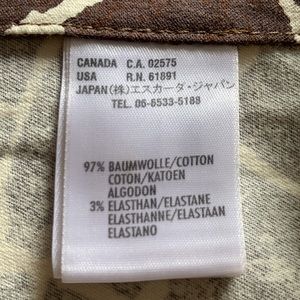 CANADA C.A. 02575
USA R.N. 61891
JAPAN(株)エスカーダ・ジャパン
TEL. 06-6533-5188
97% BAUMWOLLE/COTTON
COTON/KATOEN
ALGODON
3% ELASTHAN/ELASTANE
ELASTHANNE/ELASTAAN
ELASTANO